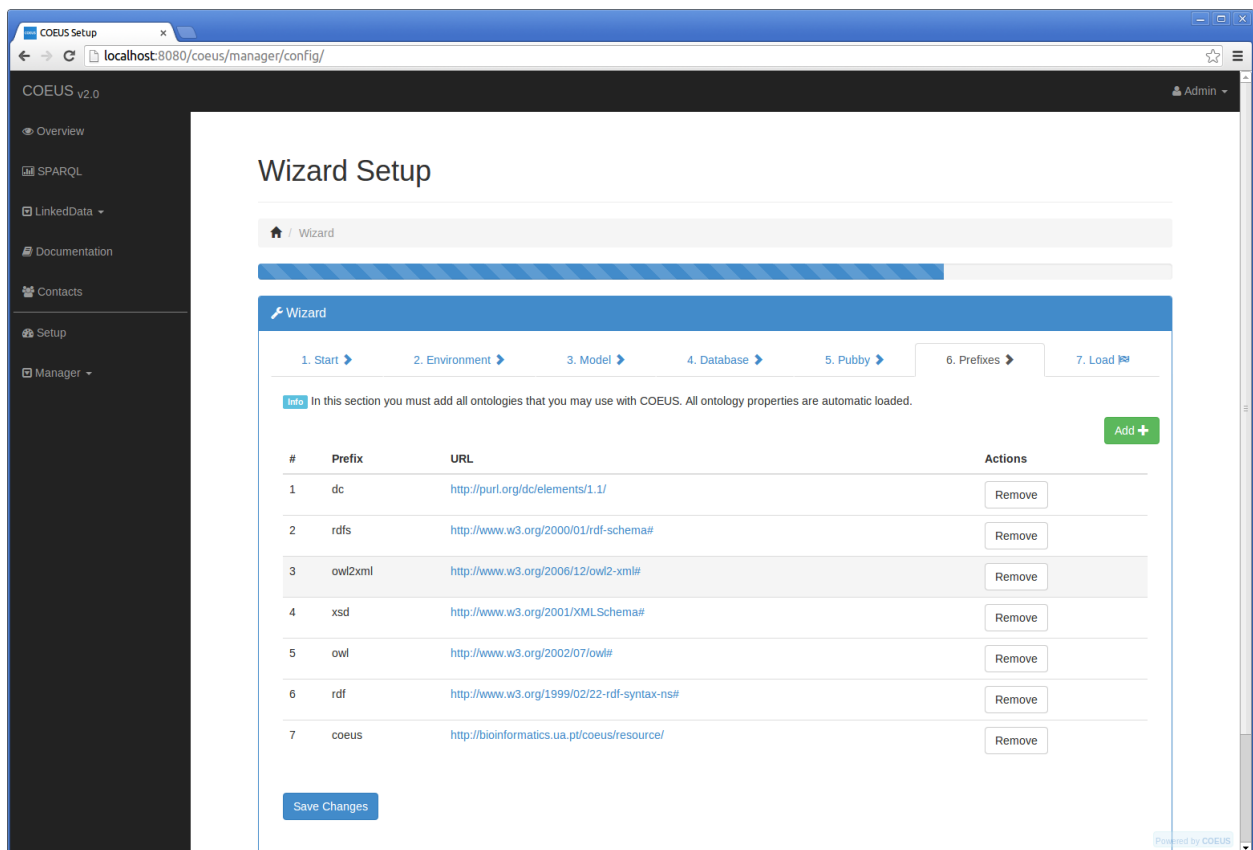 COEUS Setup
localhost:8080/coeus/manager/config/
COEUS v2.0
Admin
Overview
SPARQL
LinkedData
Documentation
Contacts
Setup
Manager
Wizard Setup
/ Wizard
Wizard
1. Start 2. Environment 3. Model 4. Database 5. Pubby 6. Prefixes 7. Load
Info In this section you must add all ontologies that you may use with COEUS. All ontology properties are automatic loaded.
Add
# Prefix URL Actions
1 dc http://purl.org/dc/elements/1.1/ Remove
2 rdfs http://www.w3.org/2000/01/rdf-schema# Remove
3 owl2xml http://www.w3.org/2006/12/owl2-xml# Remove
4 xsd http://www.w3.org/2001/XMLSchema# Remove
5 owl http://www.w3.org/2002/07/owl# Remove
6 rdf http://www.w3.org/1999/02/22-rdf-syntax-ns# Remove
7 coeus http://bioinformatics.ua.pt/coeus/resource/ Remove
Save Changes
Powered by COEUS